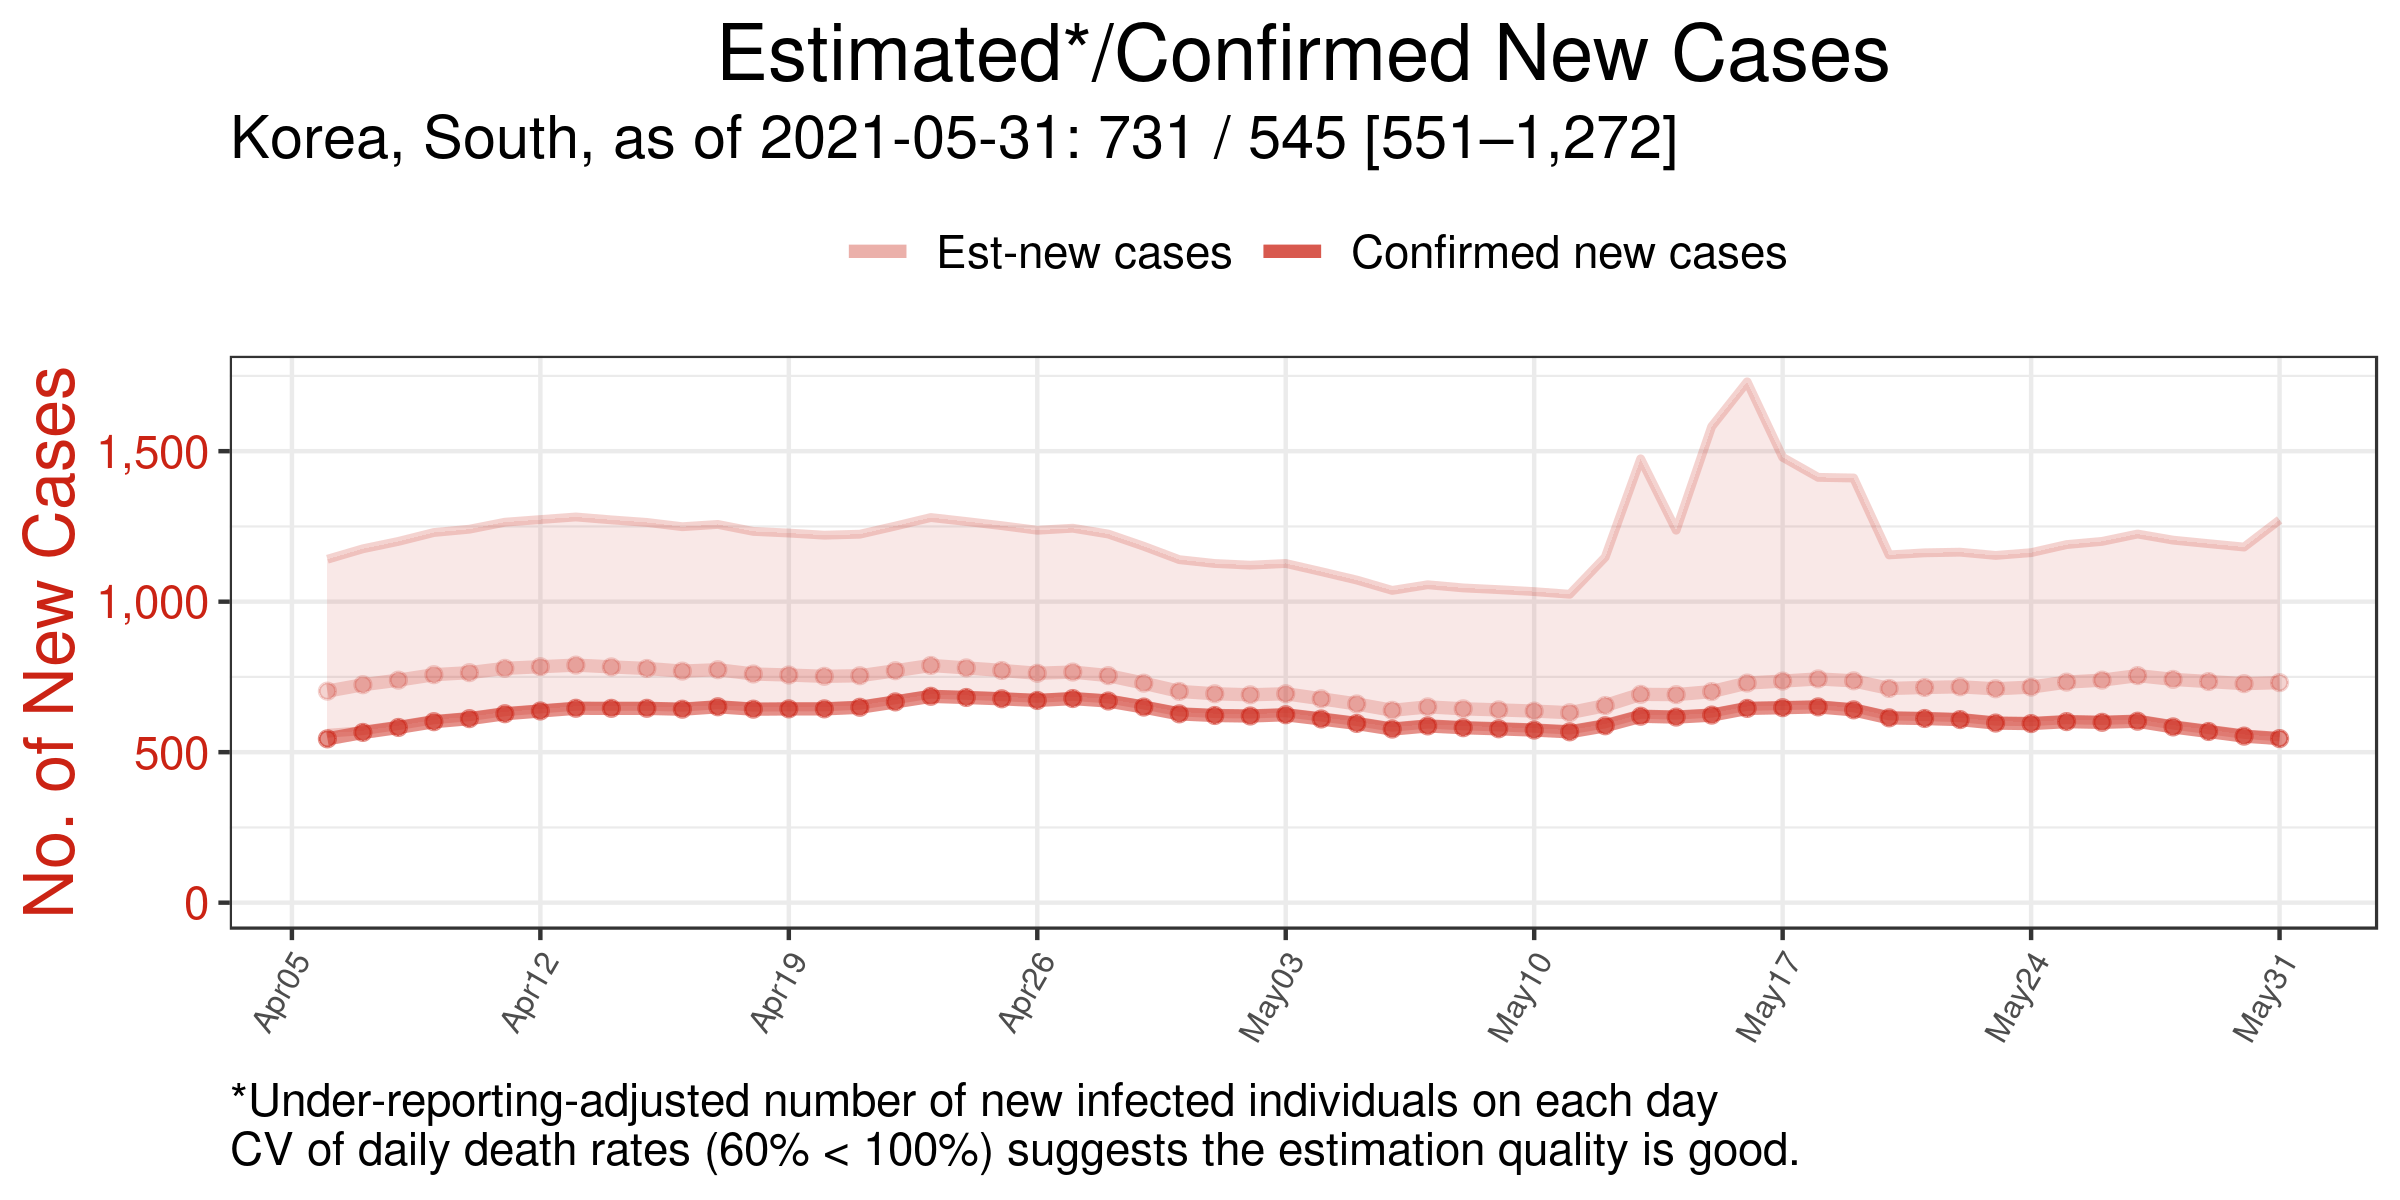 Estimated*/Confirmed New Cases
Korea, South, as of 2021-05-31: 731 / 545 [551–1,272]
Est-new cases
Confirmed new cases
No. of New Cases
1,500
1,000
500
0
Apr05
Apr12
Apr19
Apr26
May03
May10
May17
May24
May31
*Under-reporting-adjusted number of new infected individuals on each day
CV of daily death rates (60% < 100%) suggests the estimation quality is good.